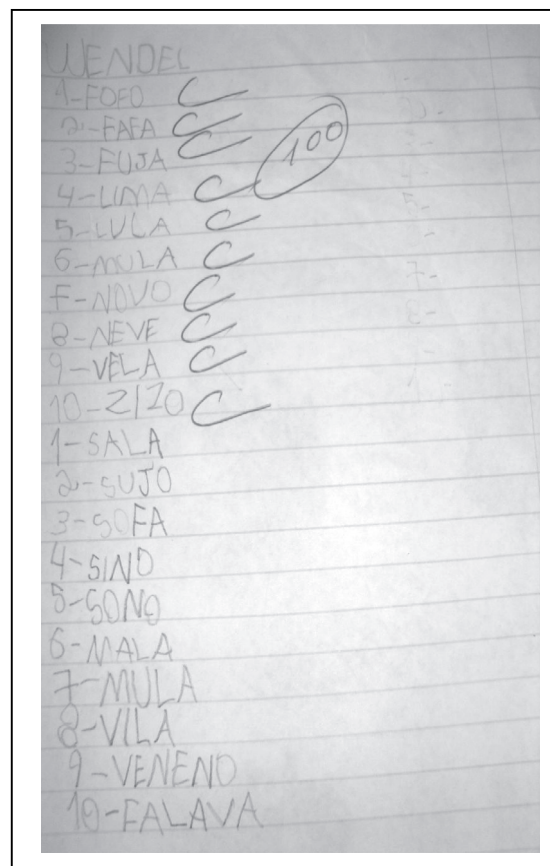 WENDEL
1-FOFO C
2-FAFA C
3-FUJA C
100
4-LIMA C
5-LULA C
6-MULA C
7-NOVO C
8-NEVE C
9-VELA C
10-ZIZO C
1-SALA
2-SUJO
3-SOFA
4-SINO
5-SONO
6-MALA
7-MULA
8-VILA
9-VENENO
10-FALAVA